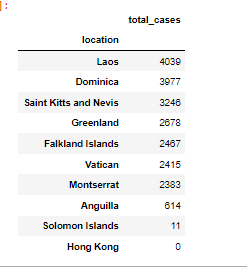 ]:
total_cases
location
Laos 4039
Dominica 3977
Saint Kitts and Nevis 3246
Greenland 2678
Falkland Islands 2467
Vatican 2415
Montserrat 2383
Anguilla 614
Solomon Islands 11
Hong Kong 0